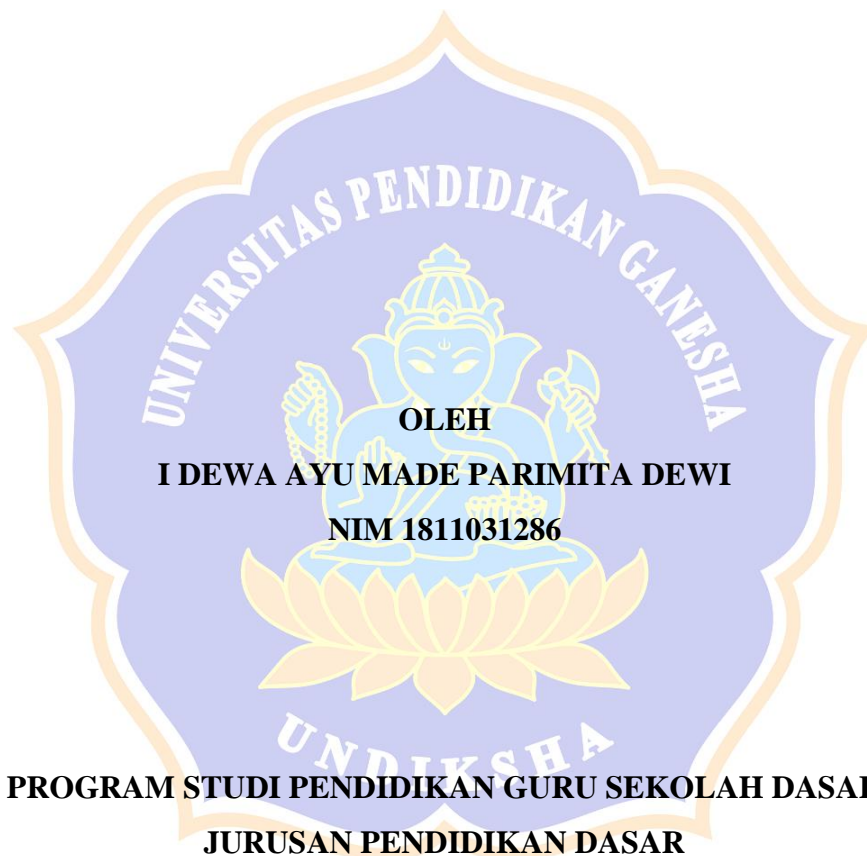 UNIVERSITAS PENDIDIKAN GANESHA
OLEH
I DEWA AYU MADE PARIMITA DEWI
NIM 1811031286
UNDIKSHA
PROGRAM STUDI PENDIDIKAN GURU SEKOLAH DASAR
JURUSAN PENDIDIKAN DASAR